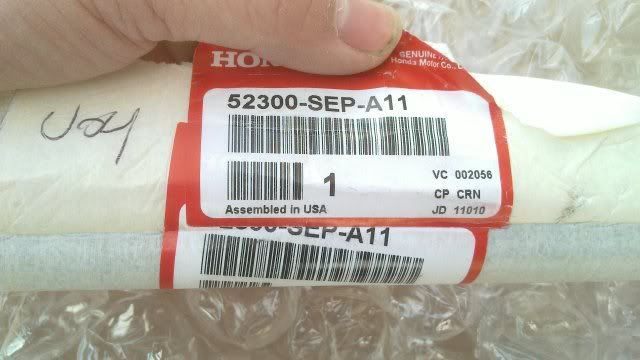 HON
GENUINE
Honda Motor Co.,
52300-SEP-A11
1
VC 002056
CP CRN
Assembled in USA
JD 11010
-SEP-A11